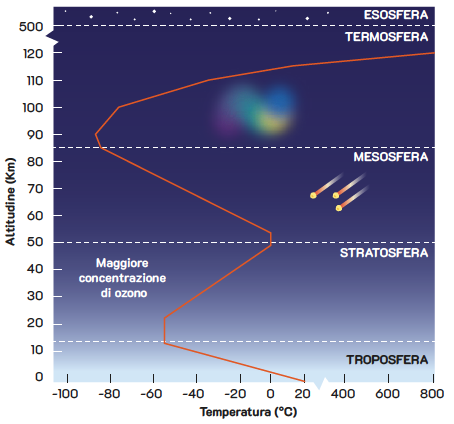 ESOSFERA
500
TERMOSFERA
120
110
100
90
80
MESOSFERA
70
60
50
STRATOSFERA
40
30
20
10
0
Altitudine (Km)
Maggiore
concentrazione
di ozono
TROPOSFERA
-100 -80 -60 -40 -20 0 20 400 600 800
Temperatura (°C)